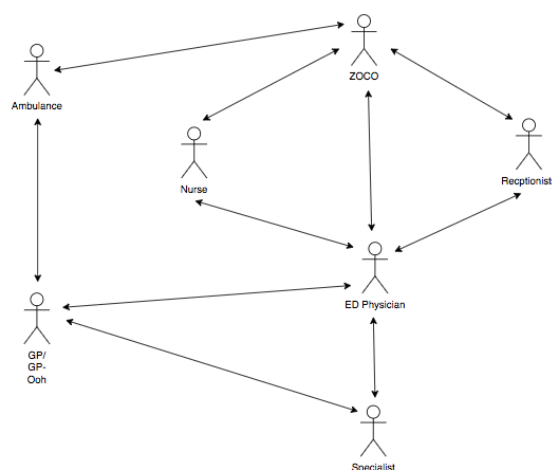 ZOCO
Ambulance
Nurse
Recptionist
ED Physician
GP/
GP-
Ooh
Specialist